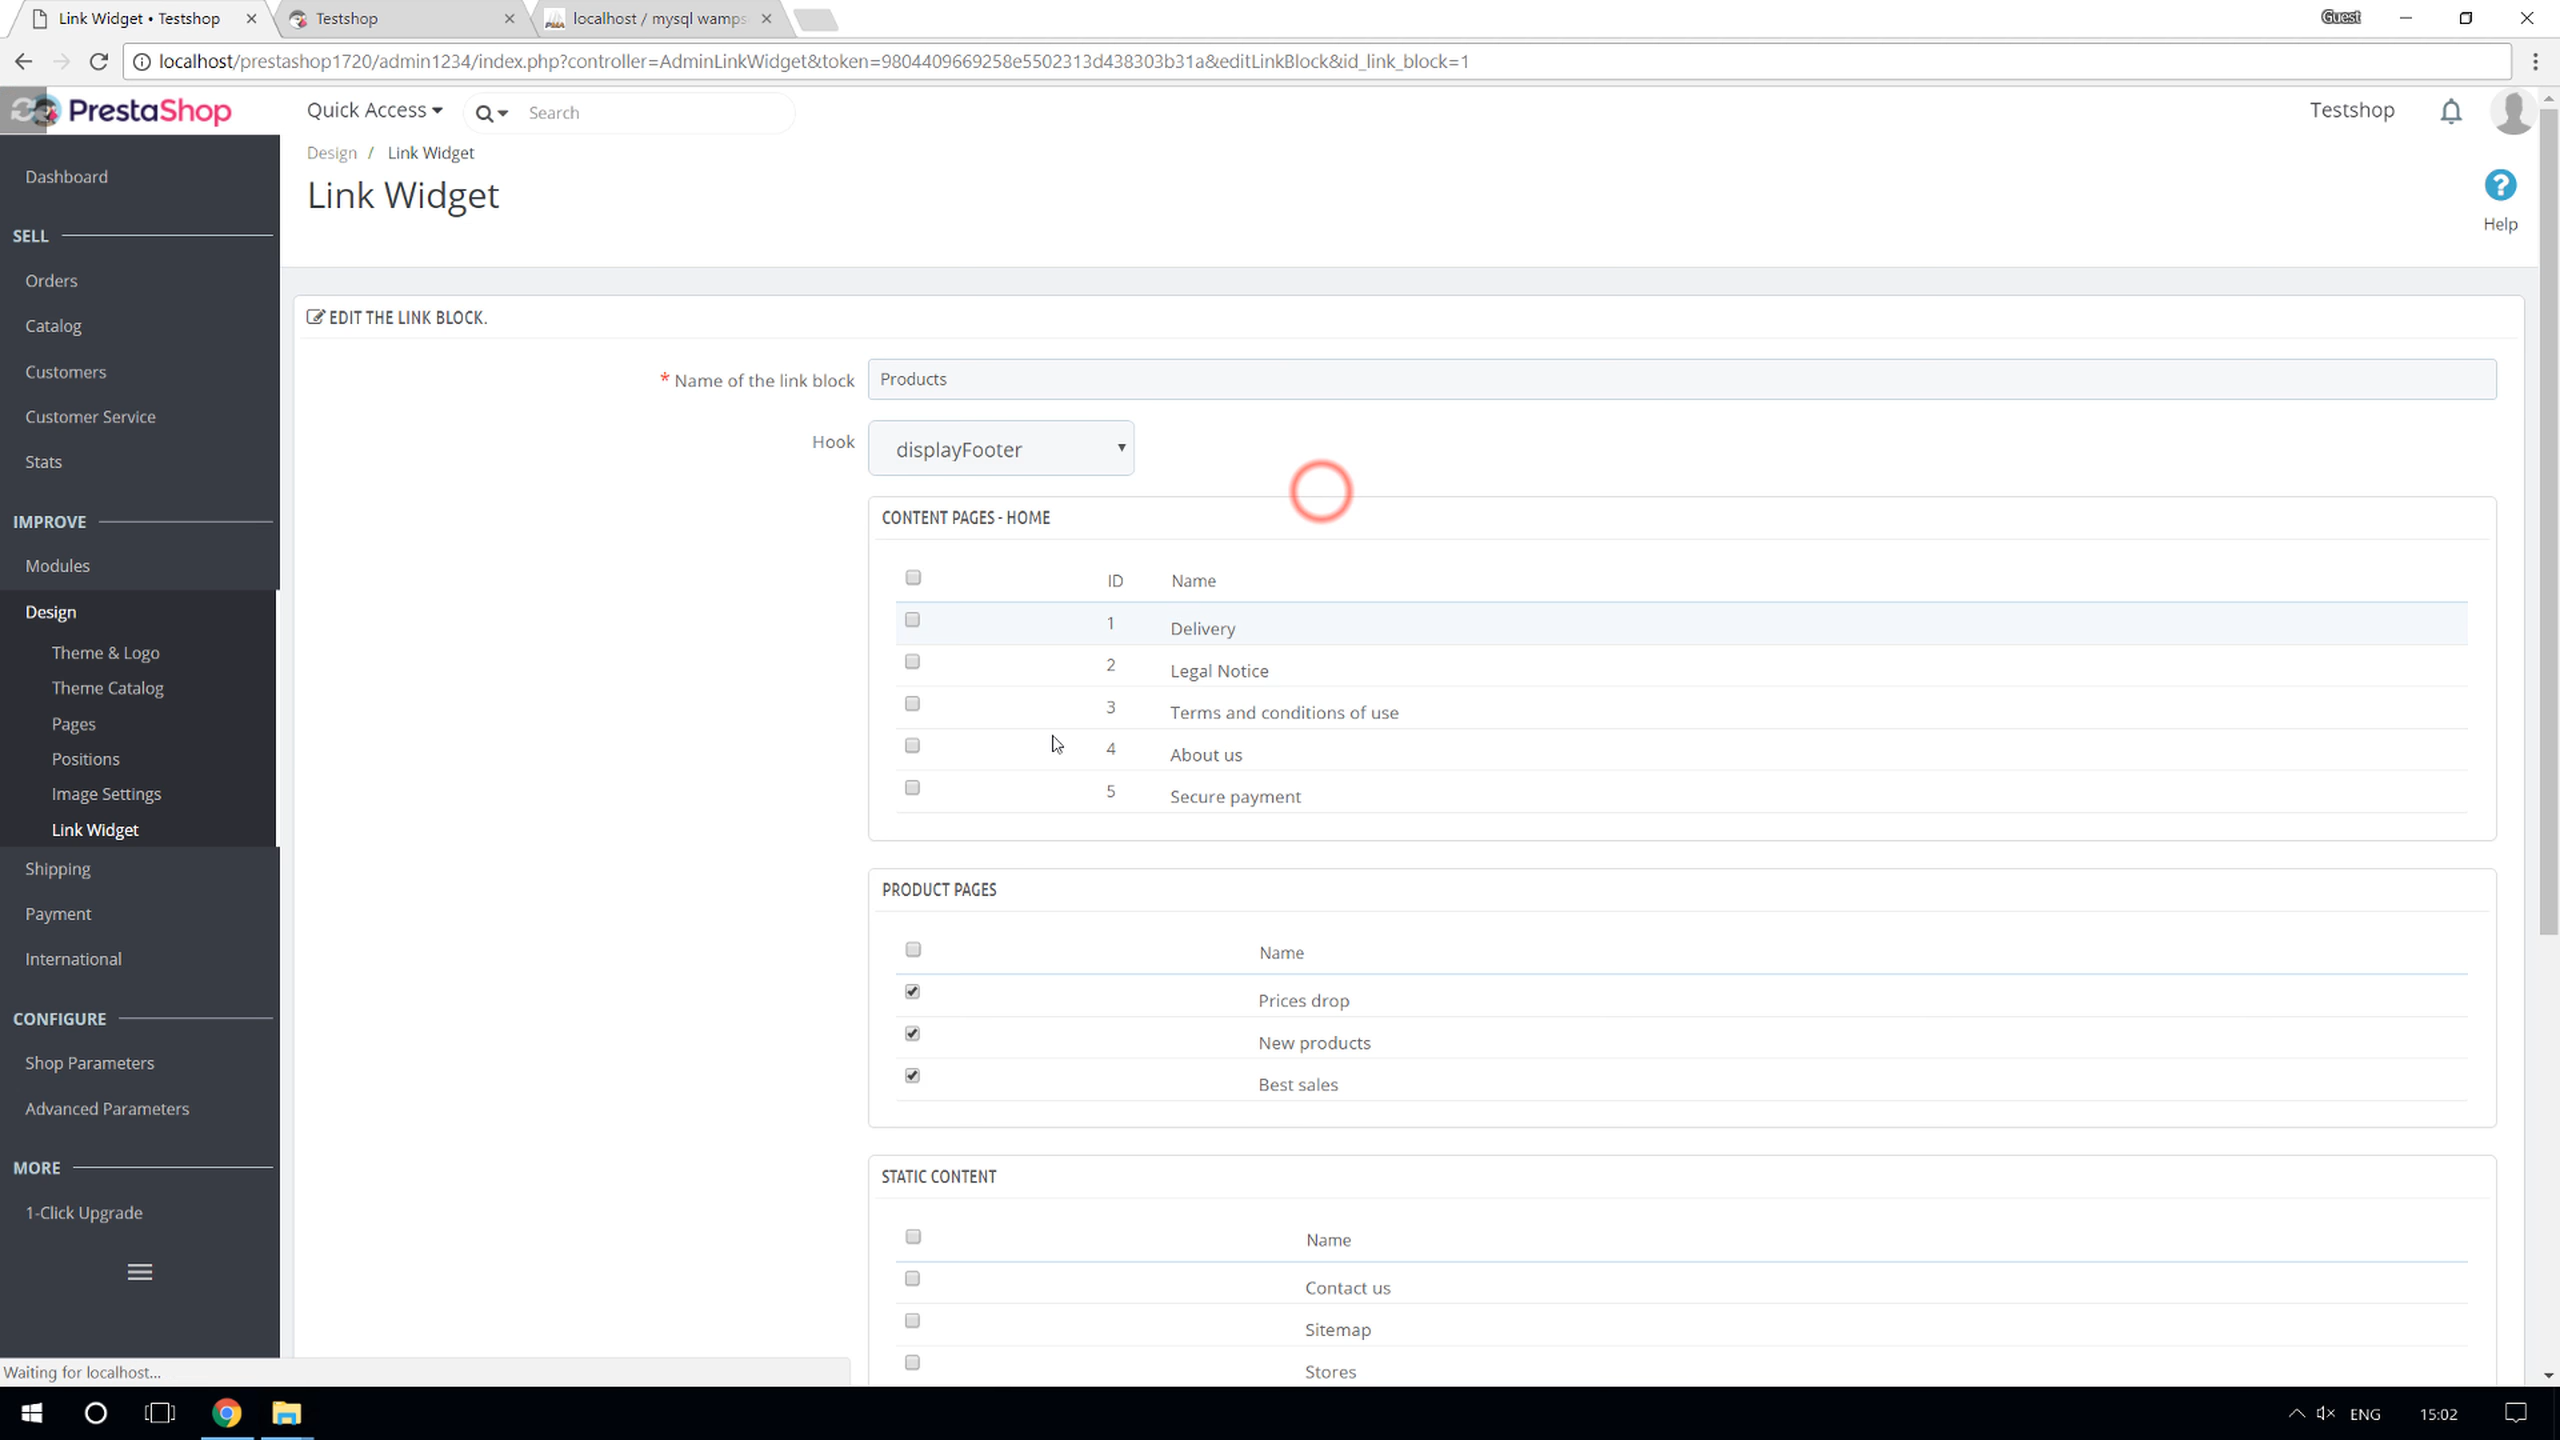 Link Widget • Testshop
Testshop
localhost / mysql wamps
Guest
localhost/prestashop1720/admin1234/index.php?controller=AdminLinkWidget&token=9804409669258e5502313d438303b31a&editLinkBlock&id_link_block=1
PrestaShop
Quick Access
Search
Testshop
Design / Link Widget
Link Widget
Help
Dashboard
SELL
Orders
Catalog
Customers
Customer Service
Stats
IMPROVE
Modules
Design
Theme & Logo
Theme Catalog
Pages
Positions
Image Settings
Link Widget
Shipping
Payment
International
CONFIGURE
Shop Parameters
Advanced Parameters
MORE
1-Click Upgrade
EDIT THE LINK BLOCK.
* Name of the link block
Products
Hook
displayFooter
CONTENT PAGES - HOME
ID Name
1 Delivery
2 Legal Notice
3 Terms and conditions of use
4 About us
5 Secure payment
PRODUCT PAGES
Name
Prices drop
New products
Best sales
STATIC CONTENT
Name
Contact us
Sitemap
Stores
Waiting for localhost...
ENG
15:02